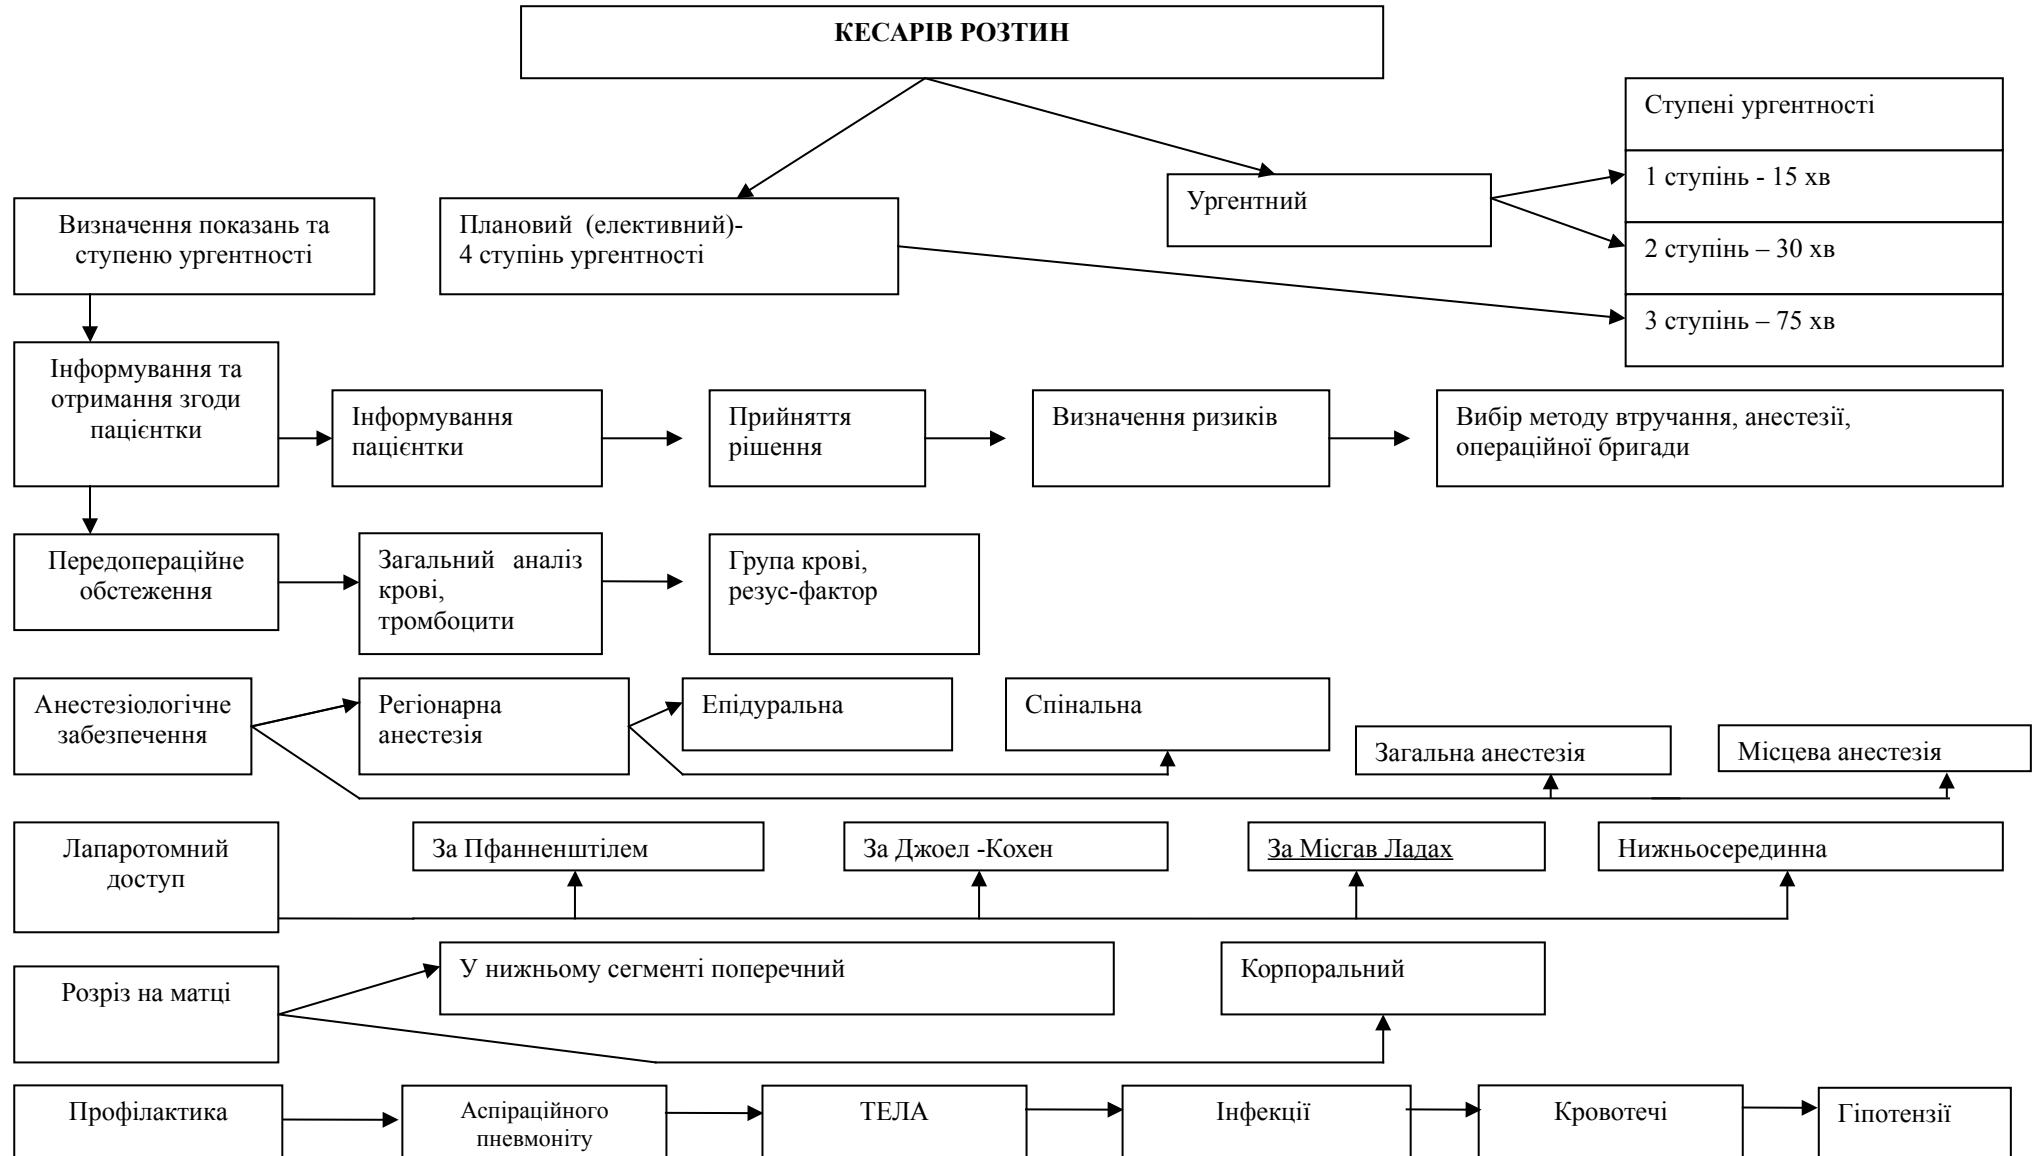 КЕСАРІВ РОЗТИН
Ступені ургентності
1 ступінь - 15 хв
2 ступінь – 30 хв
3 ступінь – 75 хв
Ургентний
Плановий (елективний)-
4 ступінь ургентності
Визначення показань та
ступеню ургентності
Інформування та
отримання згоди
пацієнтки
Інформування
пацієнтки
Прийняття
рішення
Визначення ризиків
Вибір методу втручання, анестезії,
операційної бригади
Передопераційне
обстеження
Загальний аналіз
крові,
тромбоцити
Група крові,
резус-фактор
Анестезіологічне
забезпечення
Регіонарна
анестезія
Епідуральна
Спінальна
Загальна анестезія
Місцева анестезія
Лапаротомний
доступ
За Пфанненштілем
За Джоел -Кохен
За Місгав Ладах
Нижньосерединна
Розріз на матці
У нижньому сегменті поперечний
Корпоральний
Профілактика
Аспіраційного
пневмоніту
ТЕЛА
Інфекції
Кровотечі
Гіпотензії